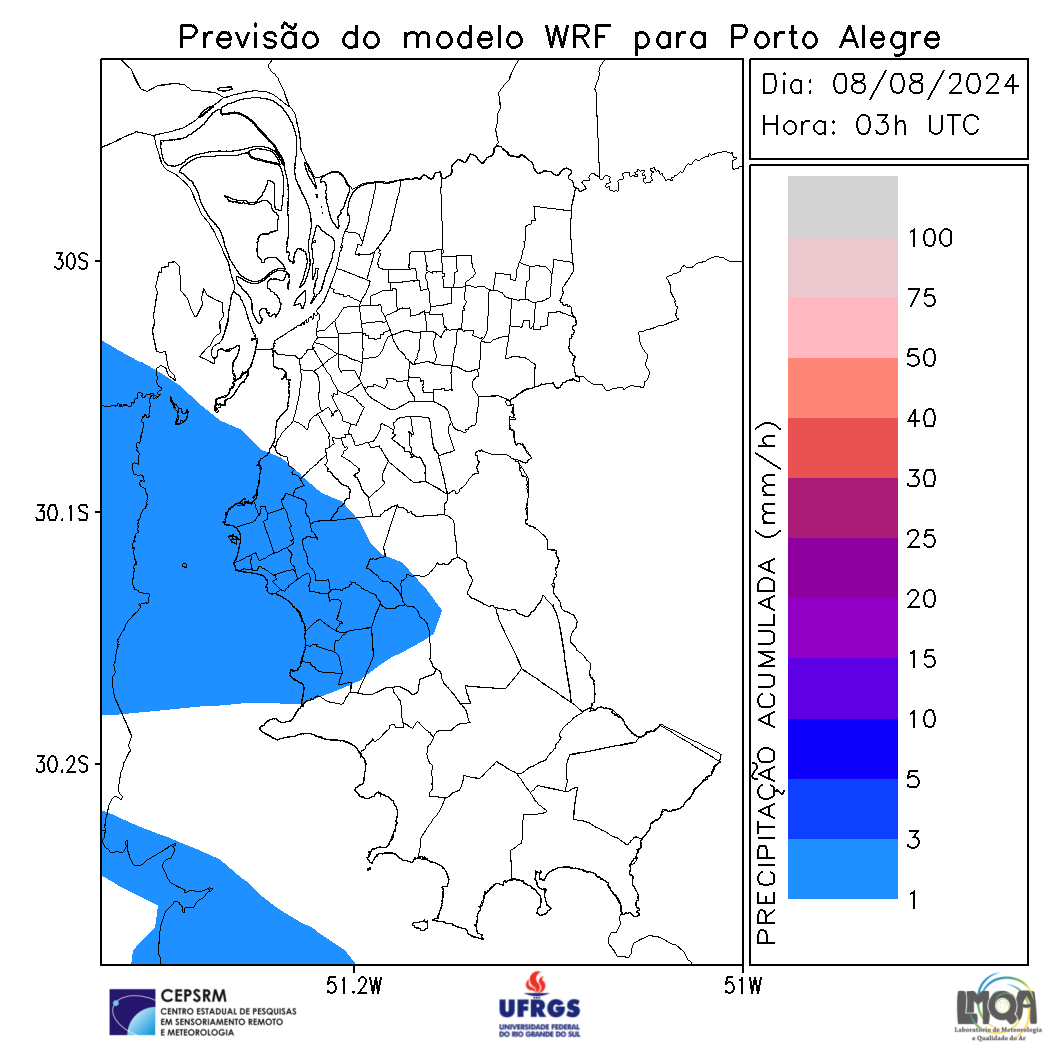 Previsão do modelo WRF para Porto Alegre
Dia: 08/08/2024
Hora: 03h UTC
30S
30.1S
30.2S
51.2W
51W
PRECIPITAÇÃO ACUMULADA (mm/h)
100
75
50
40
30
25
20
15
10
5
3
1
CEPSRM
CENTRO ESTADUAL DE PESQUISAS
EM SENSORIAMENTO REMOTO
E METEOROLOGIA
UFRGS
UNIVERSIDADE FEDERAL
DO RIO GRANDE DO SUL
LMQA
Laboratório de Meteorologia
e Qualidade do Ar